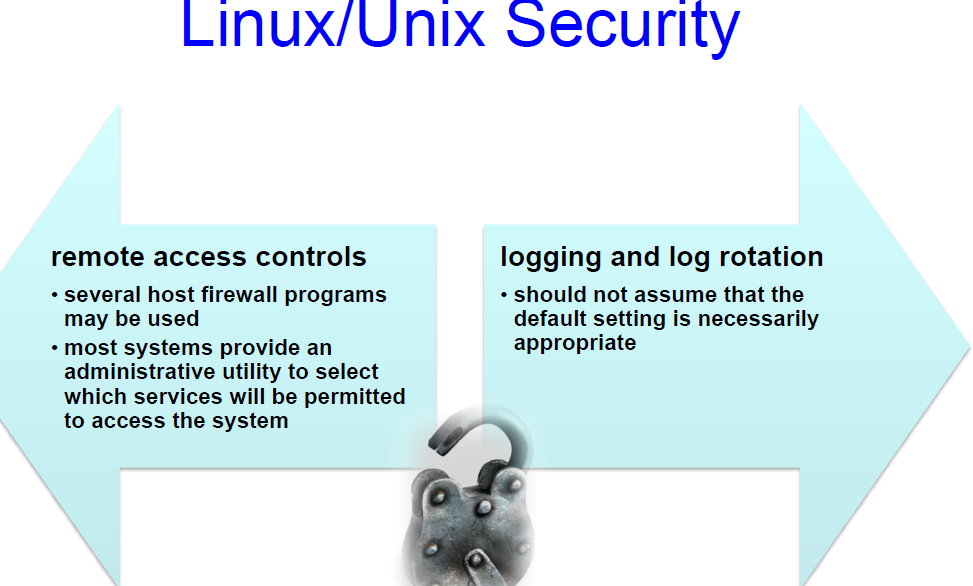 Linux/Unix Security
remote access controls
• several host firewall programs
may be used
• most systems provide an
administrative utility to select
which services will be permitted
to access the system
logging and log rotation
• should not assume that the
default setting is necessarily
appropriate